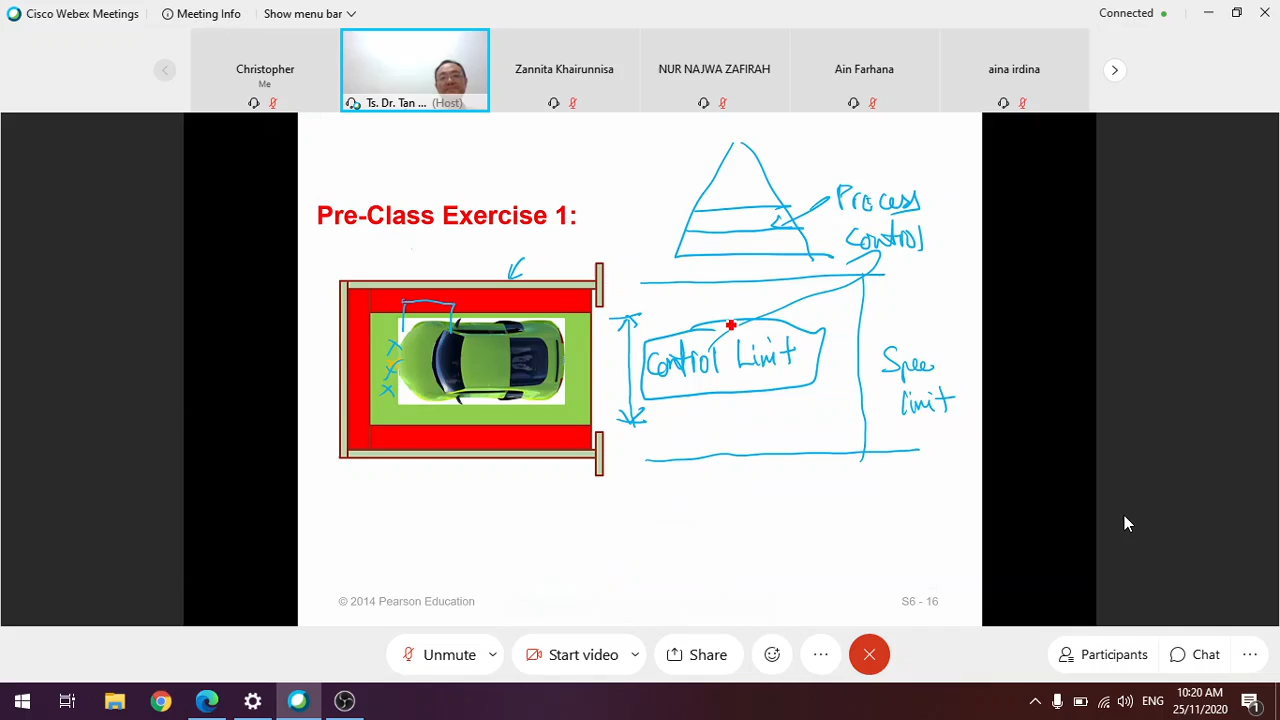 Cisco Webex Meetings
Meeting Info
Show menu bar
Connected
Christopher
Me
Ts. Dr. Tan ... (Host)
Zannita Khairunnisa
NUR NAJWA ZAFIRAH
Ain Farhana
aina irdina
Pre-Class Exercise 1:
Process
control
Control Limit
Spec
limit
© 2014 Pearson Education
S6 - 16
Unmute
Start video
Share
Participants
Chat
ENG
10:20 AM
25/11/2020
1